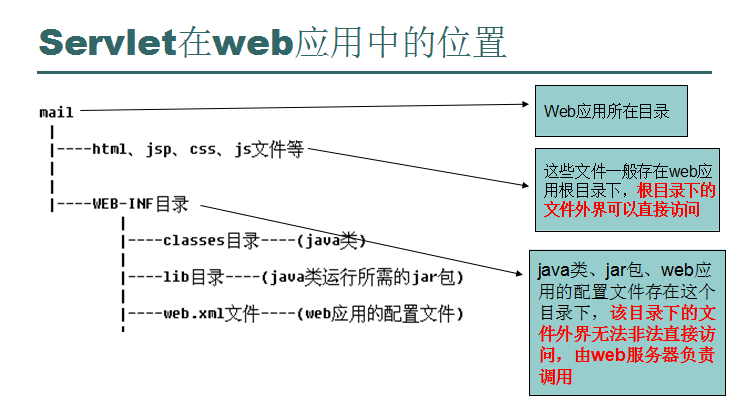 Servlet在web应用中的位置
mail
Web应用所在目录
|----html、jsp、css、js文件等
这些文件一般存在web应
用根目录下，根目录下的
文件外界可以直接访问
|----WEB-INF目录
|----classes目录----(java类)
|----lib目录----(java类运行所需的jar包)
|----web.xml文件----(web应用的配置文件)
java类、jar包、web应
用的配置文件存在这个
目录下，该目录下的文
件外界无法非法直接访
问，由web服务器负责
调用